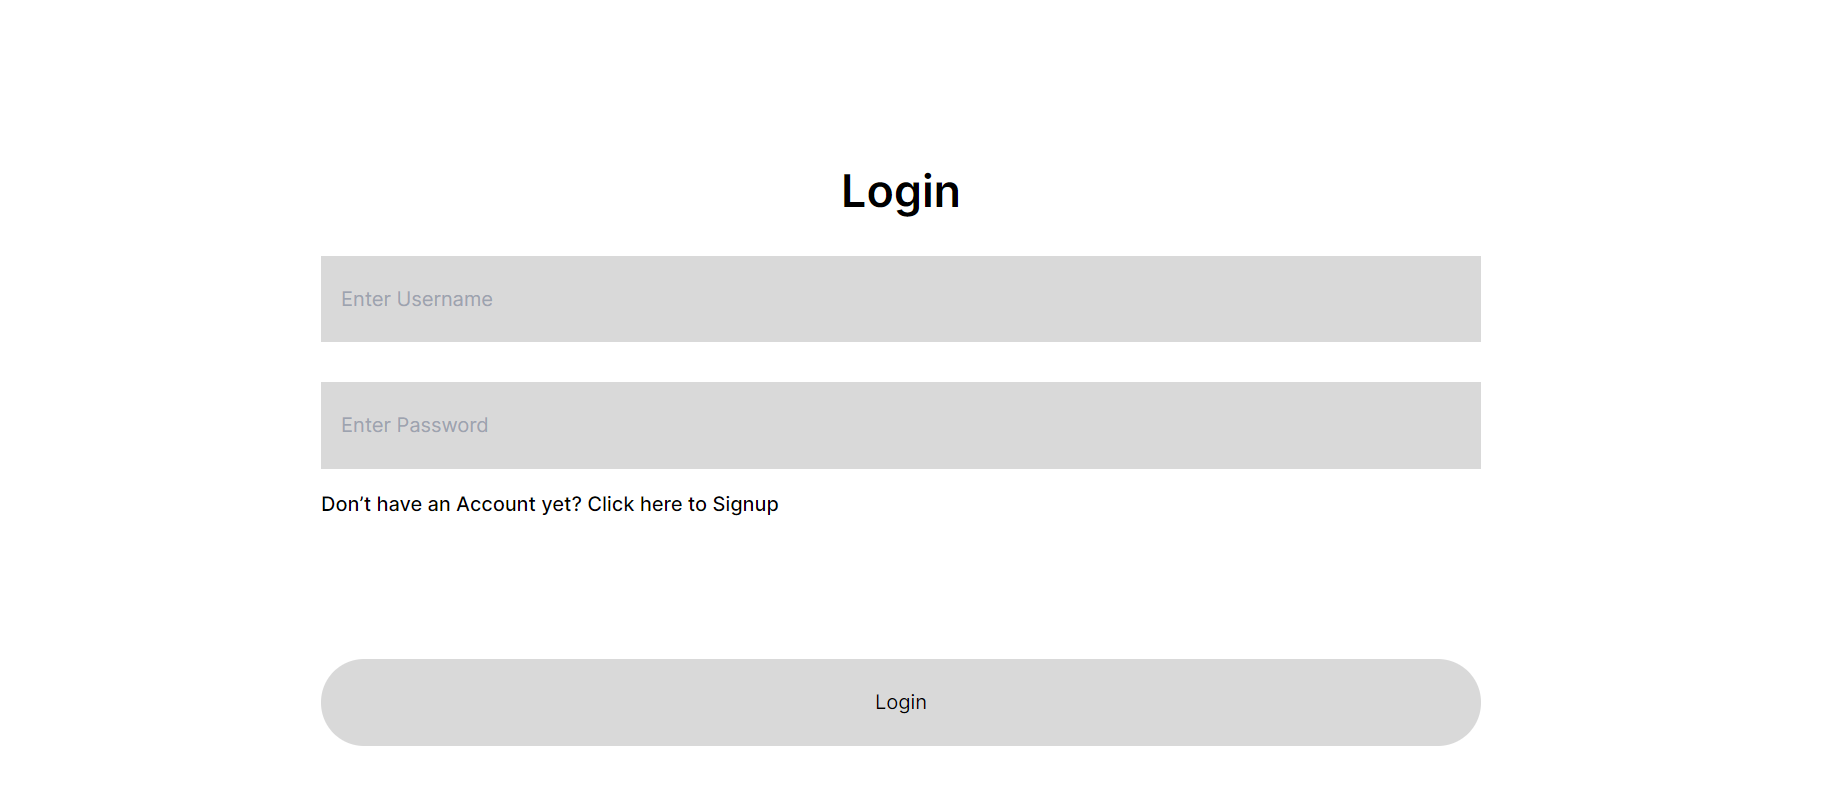 Login
Enter Username
Enter Password
Don’t have an Account yet? Click here to Signup
Login